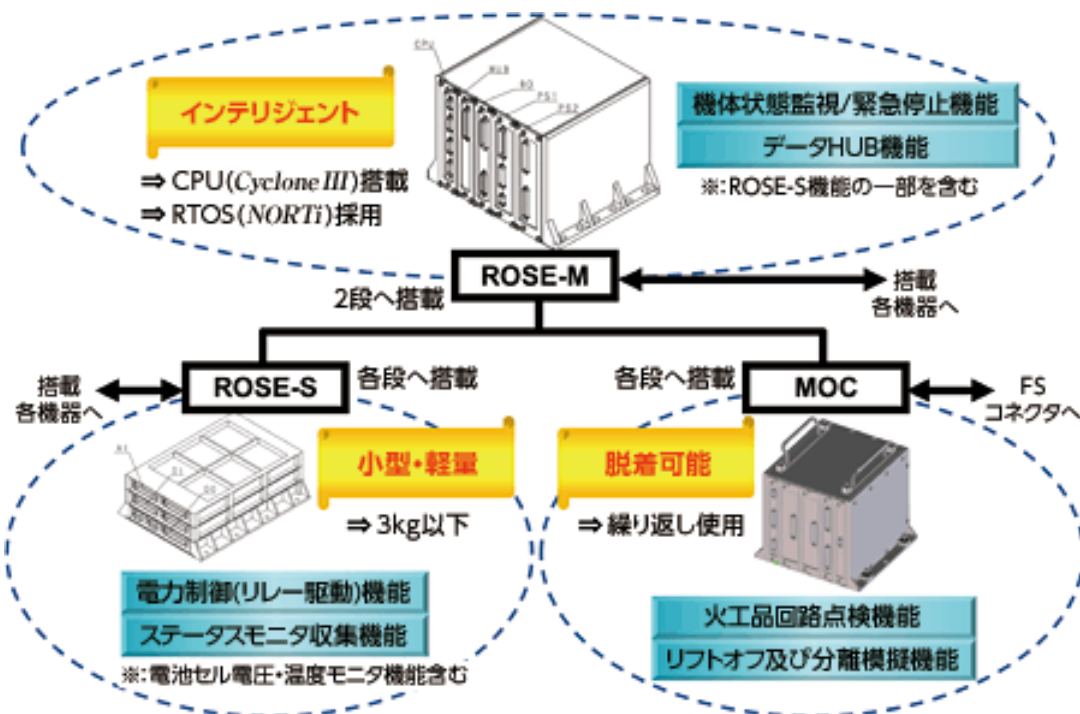 CPU
HUB
PS1
PS2
インテリジェント
⇒ CPU(Cyclone III)搭載
⇒ RTOS(NORTi)採用
機体状態監視/緊急停止機能
データHUB機能
※:ROSE-S機能の一部を含む
ROSE-M
2段へ搭載
搭載
各機器へ
搭載
各機器へ
ROSE-S
各段へ搭載
各段へ搭載
MOC
FS
コネクタへ
小型・軽量
⇒ 3kg以下
脱着可能
⇒ 繰り返し使用
電力制御(リレー駆動)機能
ステータスモニタ収集機能
※:電池セル電圧・温度モニタ機能含む
火工品回路点検機能
リフトオフ及び分離模擬機能